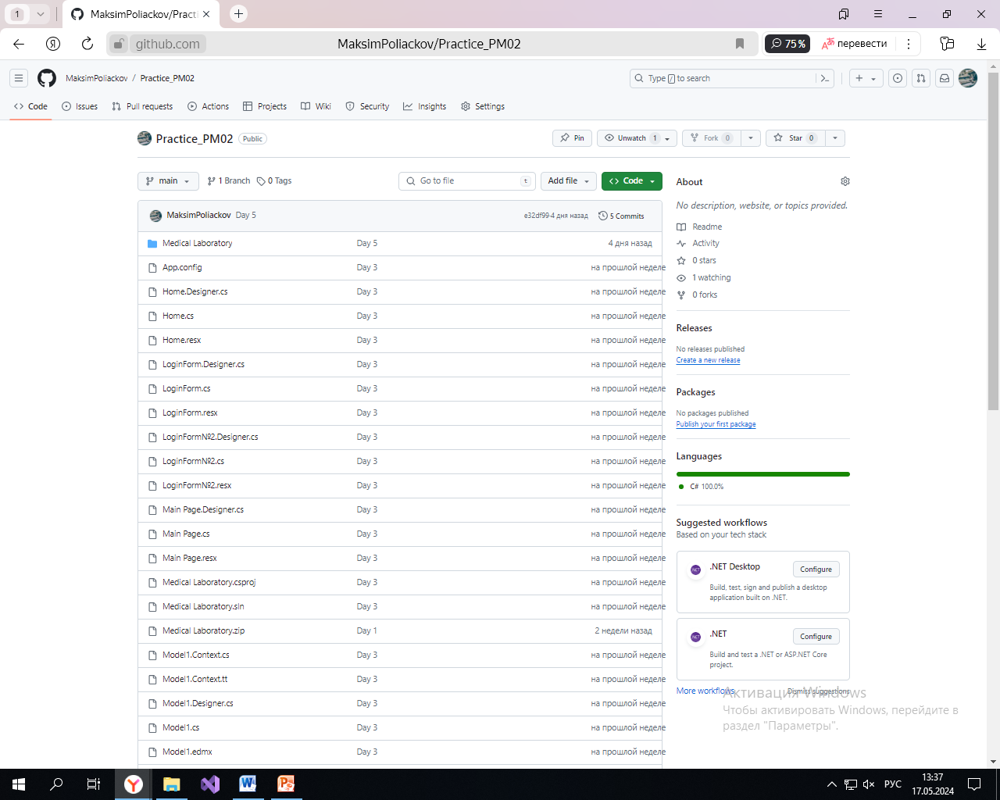 1
MaksimPoliackov/Practi
github.com
MaksimPoliackov/Practice_PM02
75%
перевести
MaksimPoliackov / Practice_PM02
Type / to search
Code
Issues
Pull requests
Actions
Projects
Wiki
Security
Insights
Settings
Practice_PM02
Public
Pin
Unwatch 1
Fork 0
Star 0
main
1 Branch
0 Tags
Go to file
t
Add file
Code
MaksimPoliackov Day 5
e32df99·4 дня назад
5 Commits
Medical Laboratory Day 5 4 дня назад
App.config Day 3 на прошлой неделе
Home.Designer.cs Day 3 на прошлой неделе
Home.cs Day 3 на прошлой неделе
Home.resx Day 3 на прошлой неделе
LoginForm.Designer.cs Day 3 на прошлой неделе
LoginForm.cs Day 3 на прошлой неделе
LoginForm.resx Day 3 на прошлой неделе
LoginForm№2.Designer.cs Day 3 на прошлой неделе
LoginForm№2.cs Day 3 на прошлой неделе
LoginForm№2.resx Day 3 на прошлой неделе
Main Page.Designer.cs Day 3 на прошлой неделе
Main Page.cs Day 3 на прошлой неделе
Main Page.resx Day 3 на прошлой неделе
Medical Laboratory.csproj Day 3 на прошлой неделе
Medical Laboratory.sln Day 3 на прошлой неделе
Medical Laboratory.zip Day 1 2 недели назад
Model1.Context.cs Day 3 на прошлой неделе
Model1.Context.tt Day 3 на прошлой неделе
Model1.Designer.cs Day 3 на прошлой неделе
Model1.cs Day 3 на прошлой неделе
Model1.edmx Day 3 на прошлой неделе
About
No description, website, or topics provided.
Readme
Activity
0 stars
1 watching
0 forks
Releases
No releases published
Create a new release
Packages
No packages published
Publish your first package
Languages
C# 100.0%
Suggested workflows
Based on your tech stack
.NET
.NET Desktop
Configure
Build, test, sign and publish a desktop
application built on .NET.
.NET
.NET
Configure
Build and test a .NET or ASP.NET Core
project.
More workflows
Dismiss suggestions
Активация Windows
Чтобы активировать Windows, перейдите в
раздел "Параметры".
РУС
13:37
17.05.2024